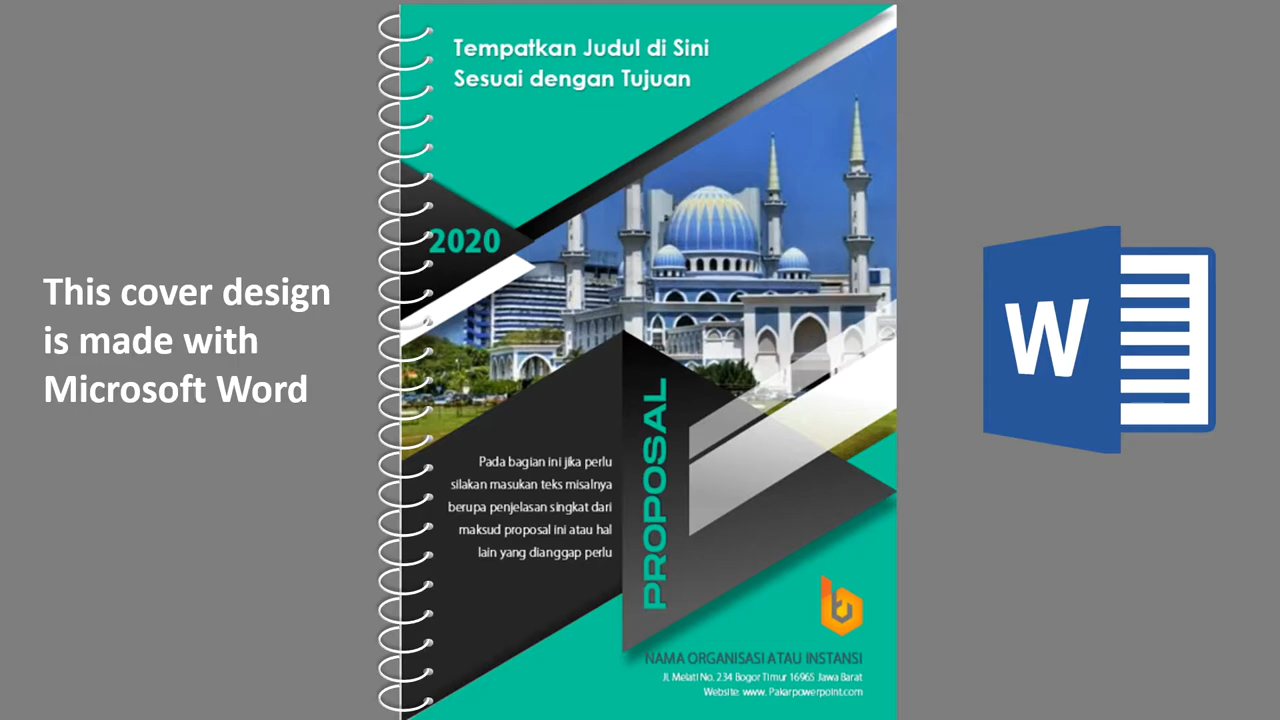 Tempatkan Judul di Sini
Sesuai dengan Tujuan
2020
This cover design
is made with
Microsoft Word
W
PROPOSAL
Pada bagian ini jika perlu
silakan masukan teks misalnya
berupa penjelasan singkat dari
maksud proposal ini atau hal
lain yang dianggap perlu
NAMA ORGANISASI ATAU INSTANSI
Jl. Melati No. 234 Bogor Timur 16965 Jawa Barat
Website: www. Pakarpowerpoint.com